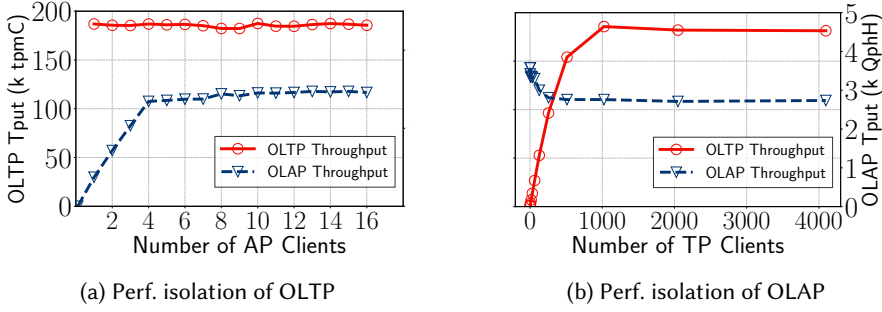 OLTP Tput (k tpmC)
200
150
100
50
0
2 4 6 8 10 12 14 16
Number of AP Clients
OLTP Throughput
OLAP Throughput
(a) Perf. isolation of OLTP
5
4
3
2
1
0
OLAP Tput (k QphH)
0 1000 2000 3000 4000
Number of TP Clients
OLTP Throughput
OLAP Throughput
(b) Perf. isolation of OLAP